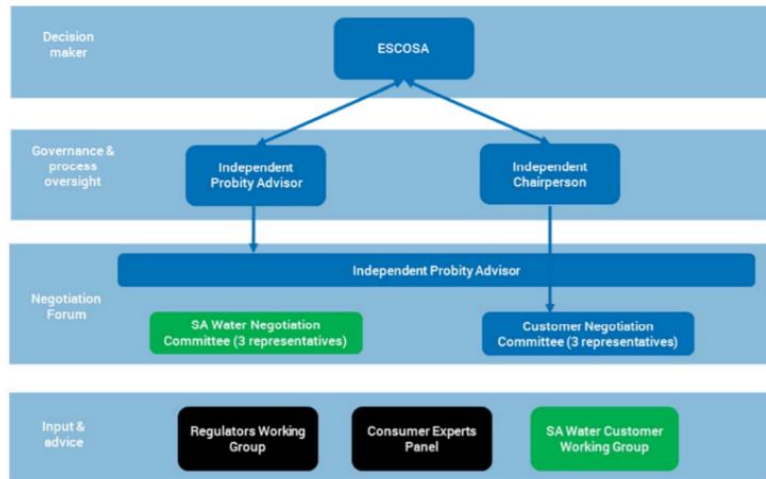 Decision
maker
ESCOSA
Governance &
process
oversight
Independent
Probity Advisor
Independent
Chairperson
Independent Probity Advisor
Negotiation
Forum
SA Water Negotiation
Committee (3 representatives)
Customer Negotiation
Committee (3 representatives)
Input &
advice
Regulators Working
Group
Consumer Experts
Panel
SA Water Customer
Working Group